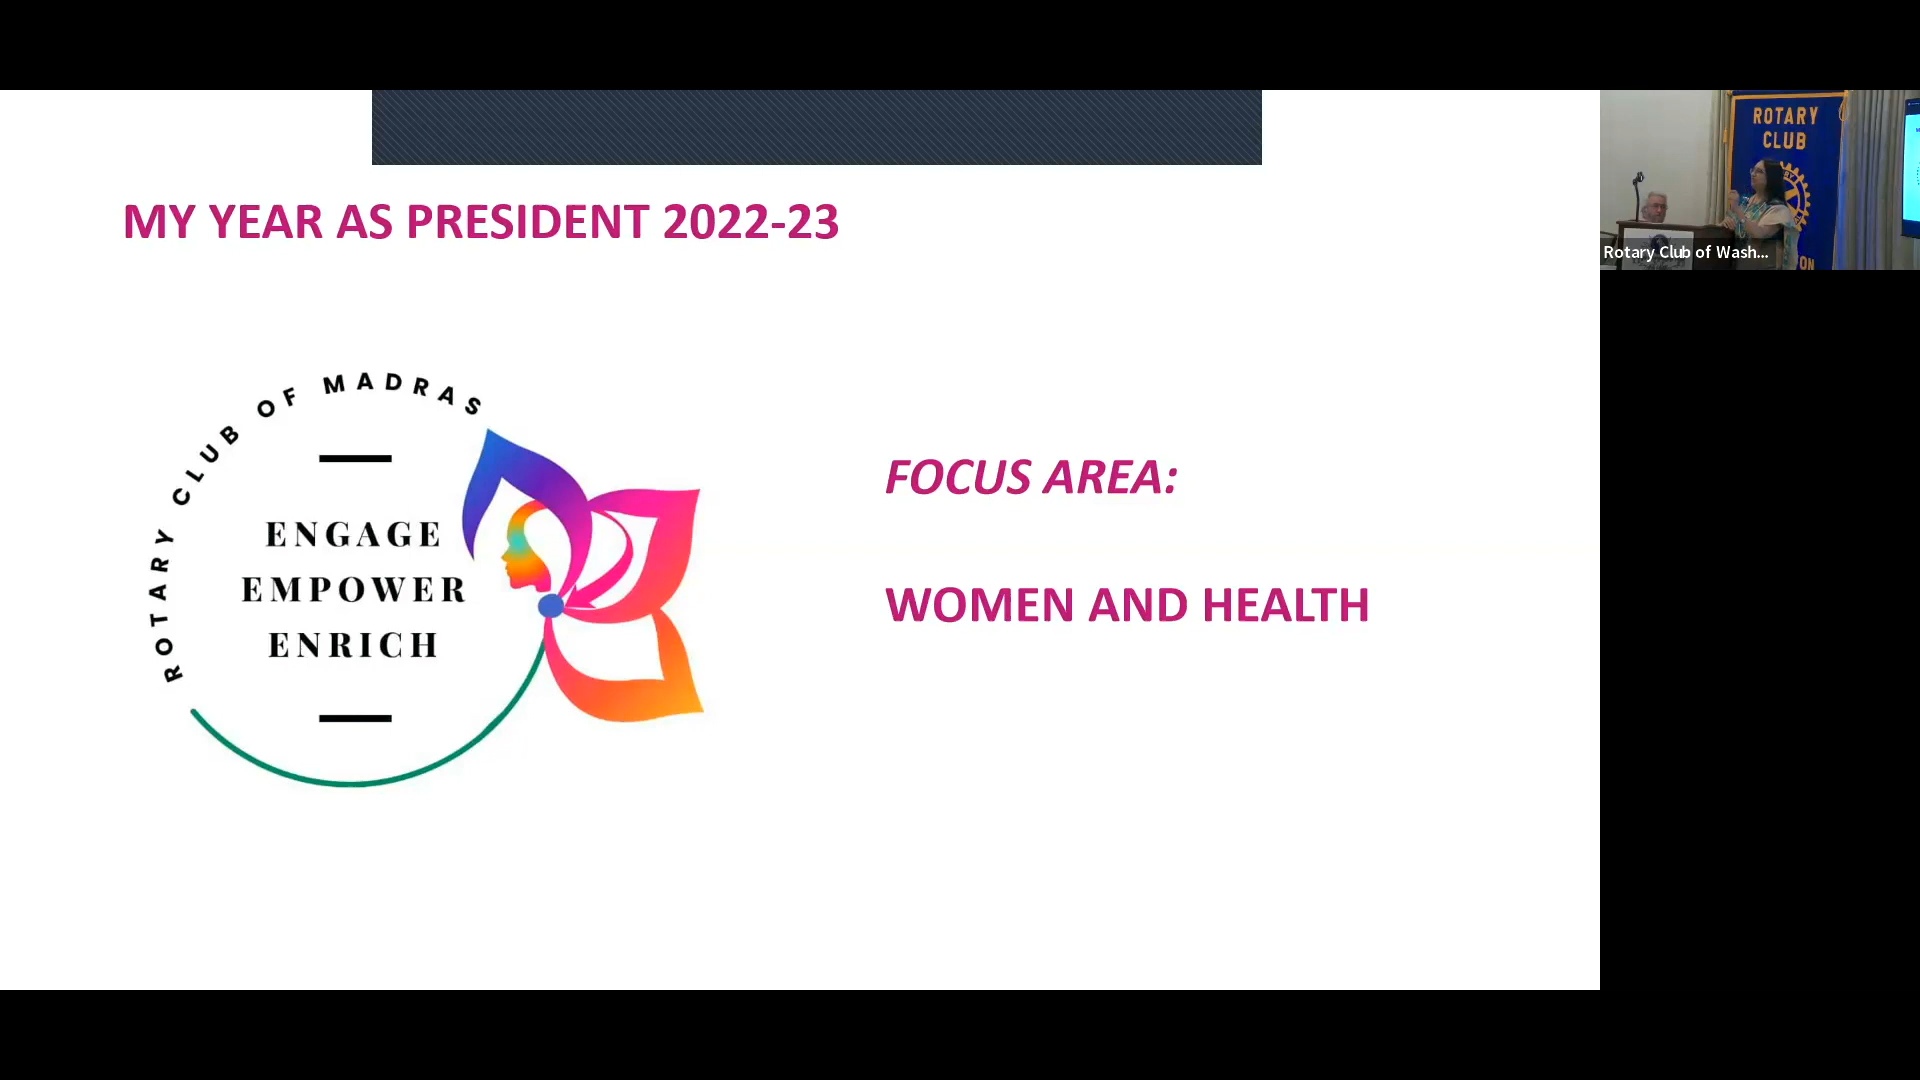 MY YEAR AS PRESIDENT 2022-23
ROTARY CLUB OF MADRAS
ENGAGE
EMPOWER
ENRICH
FOCUS AREA:
WOMEN AND HEALTH
ROTARY
CLUB
Rotary Club of Wash...